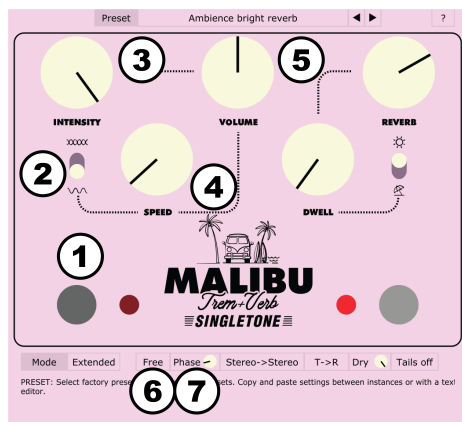 Preset Ambience bright reverb ?
3 5
INTENSITY VOLUME REVERB
2
4
SPEED DWELL
1
MALIBU
Trem+Verb
SINGLETONE
Mode Extended Free Phase Stereo->Stereo T->R Dry Tails off
6 7
PRESET: Select factory prese sets. Copy and paste settings between instances or with a text
editor.